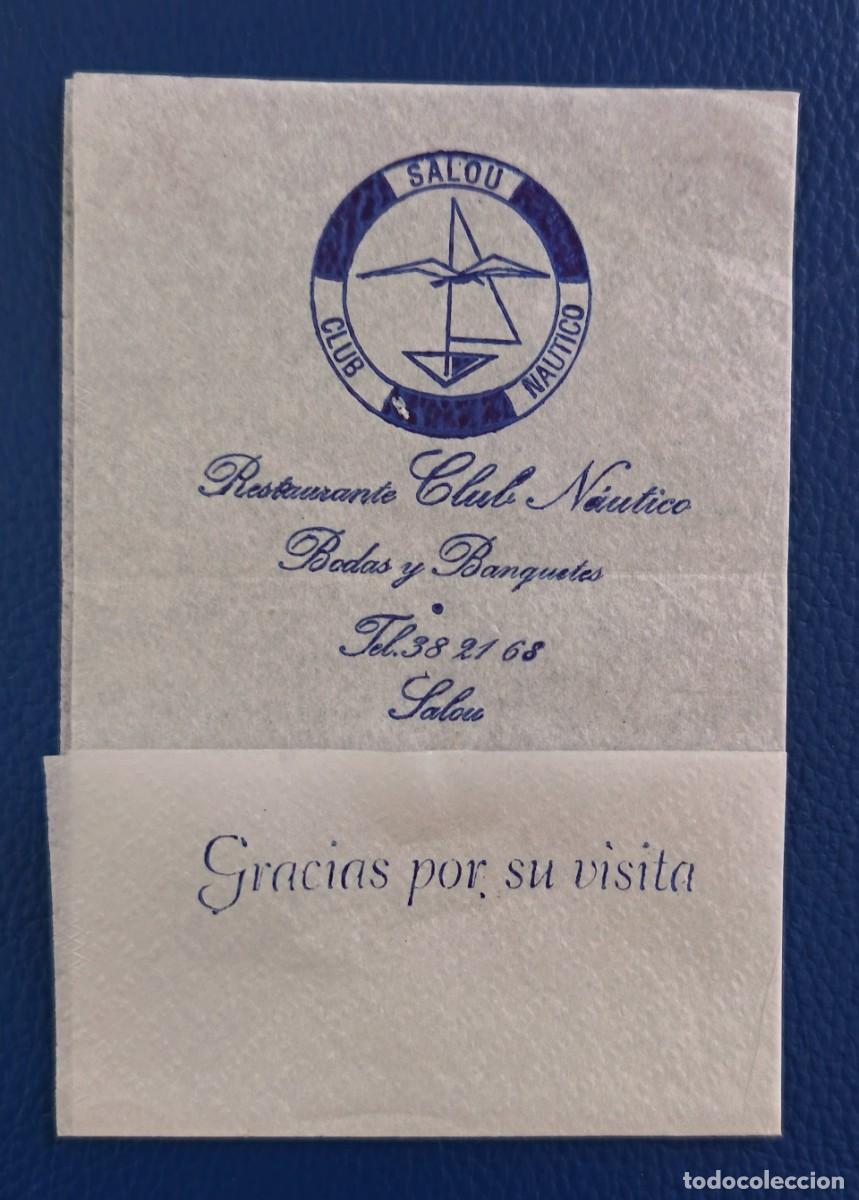 SALOU
CLUB NAUTICO
Restaurante Club Náutico
Bodas y Banquetes
Tel. 38 21 68
Salou
Gracias por su visita
todocoleccion